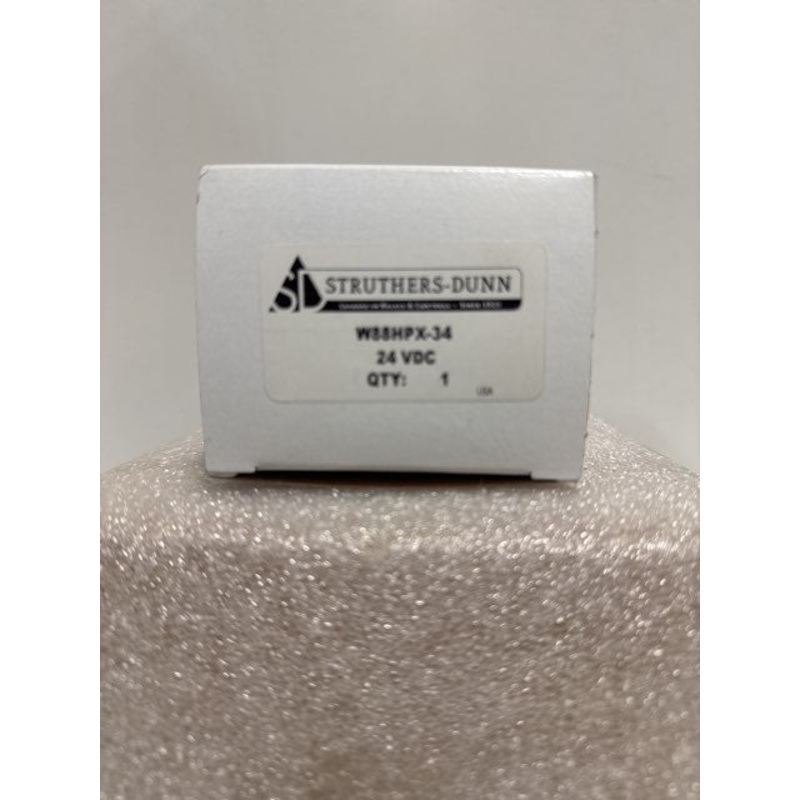 SD STRUTHERS-DUNN
W88HPX-34
24 VDC
QTY: 1
USA